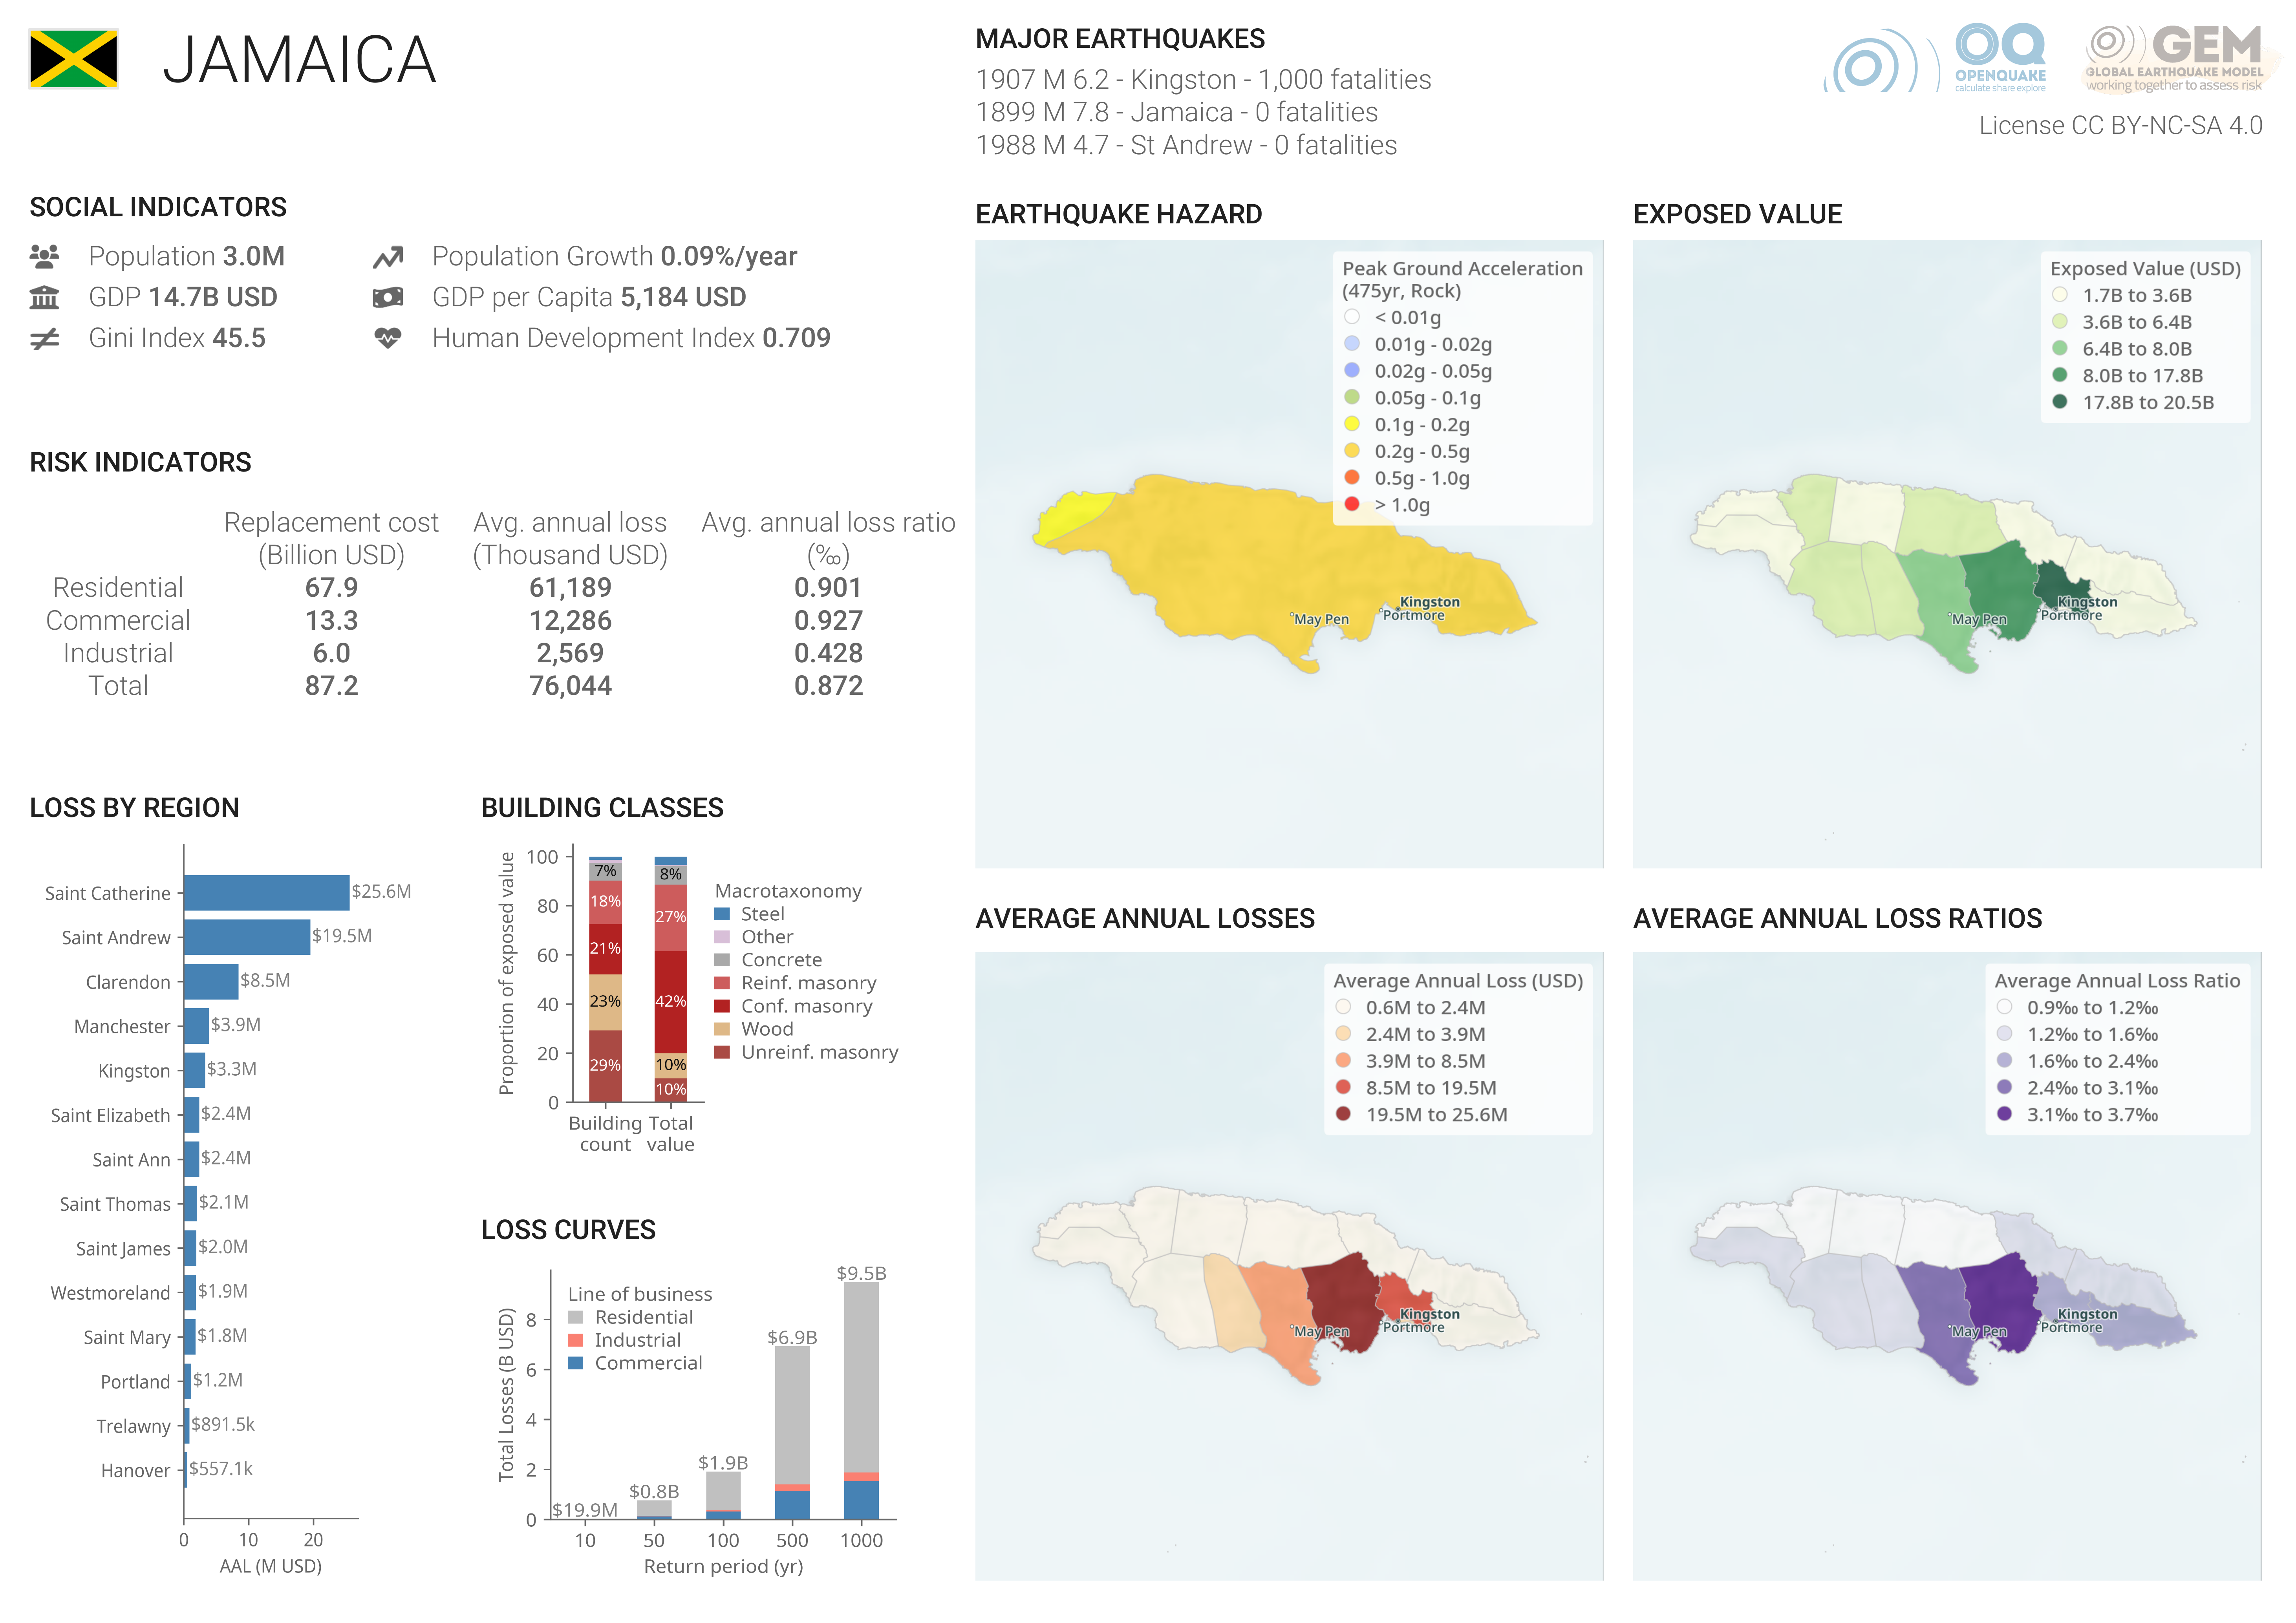 JAMAICA
MAJOR EARTHQUAKES
1907 M 6.2 - Kingston - 1,000 fatalities
1899 M 7.8 - Jamaica - 0 fatalities
1988 M 4.7 - St Andrew - 0 fatalities
OQ
OPENQUAKE
calculate share explore
GEM
GLOBAL EARTHQUAKE MODEL
working together to assess risk
License CC BY-NC-SA 4.0
SOCIAL INDICATORS
Population 3.0M
Population Growth 0.09%/year
GDP 14.7B USD
GDP per Capita 5,184 USD
Gini Index 45.5
Human Development Index 0.709
RISK INDICATORS
Replacement cost Avg. annual loss Avg. annual loss ratio
(Billion USD) (Thousand USD) (‰)
Residential 67.9 61,189 0.901
Commercial 13.3 12,286 0.927
Industrial 6.0 2,569 0.428
Total 87.2 76,044 0.872
LOSS BY REGION
Saint Catherine $25.6M
Saint Andrew $19.5M
Clarendon $8.5M
Manchester $3.9M
Kingston $3.3M
Saint Elizabeth $2.4M
Saint Ann $2.4M
Saint Thomas $2.1M
Saint James $2.0M
Westmoreland $1.9M
Saint Mary $1.8M
Portland $1.2M
Trelawny $891.5k
Hanover $557.1k
0 10 20
AAL (M USD)
BUILDING CLASSES
Proportion of exposed value
100
80
60
40
20
0
7%
18%
21%
23%
29%
8%
27%
42%
10%
10%
Building Total
count value
Macrotaxonomy
Steel
Other
Concrete
Reinf. masonry
Conf. masonry
Wood
Unreinf. masonry
LOSS CURVES
Total Losses (B USD)
8
6
4
2
0
Line of business
Residential
Industrial
Commercial
$19.9M
$0.8B
$1.9B
$6.9B
$9.5B
10 50 100 500 1000
Return period (yr)
EARTHQUAKE HAZARD
Peak Ground Acceleration
(475yr, Rock)
< 0.01g
0.01g - 0.02g
0.02g - 0.05g
0.05g - 0.1g
0.1g - 0.2g
0.2g - 0.5g
0.5g - 1.0g
> 1.0g
Kingston
Portmore
May Pen
EXPOSED VALUE
Exposed Value (USD)
1.7B to 3.6B
3.6B to 6.4B
6.4B to 8.0B
8.0B to 17.8B
17.8B to 20.5B
Kingston
Portmore
May Pen
AVERAGE ANNUAL LOSSES
Average Annual Loss (USD)
0.6M to 2.4M
2.4M to 3.9M
3.9M to 8.5M
8.5M to 19.5M
19.5M to 25.6M
Kingston
Portmore
May Pen
AVERAGE ANNUAL LOSS RATIOS
Average Annual Loss Ratio
0.9‰ to 1.2‰
1.2‰ to 1.6‰
1.6‰ to 2.4‰
2.4‰ to 3.1‰
3.1‰ to 3.7‰
Kingston
Portmore
May Pen